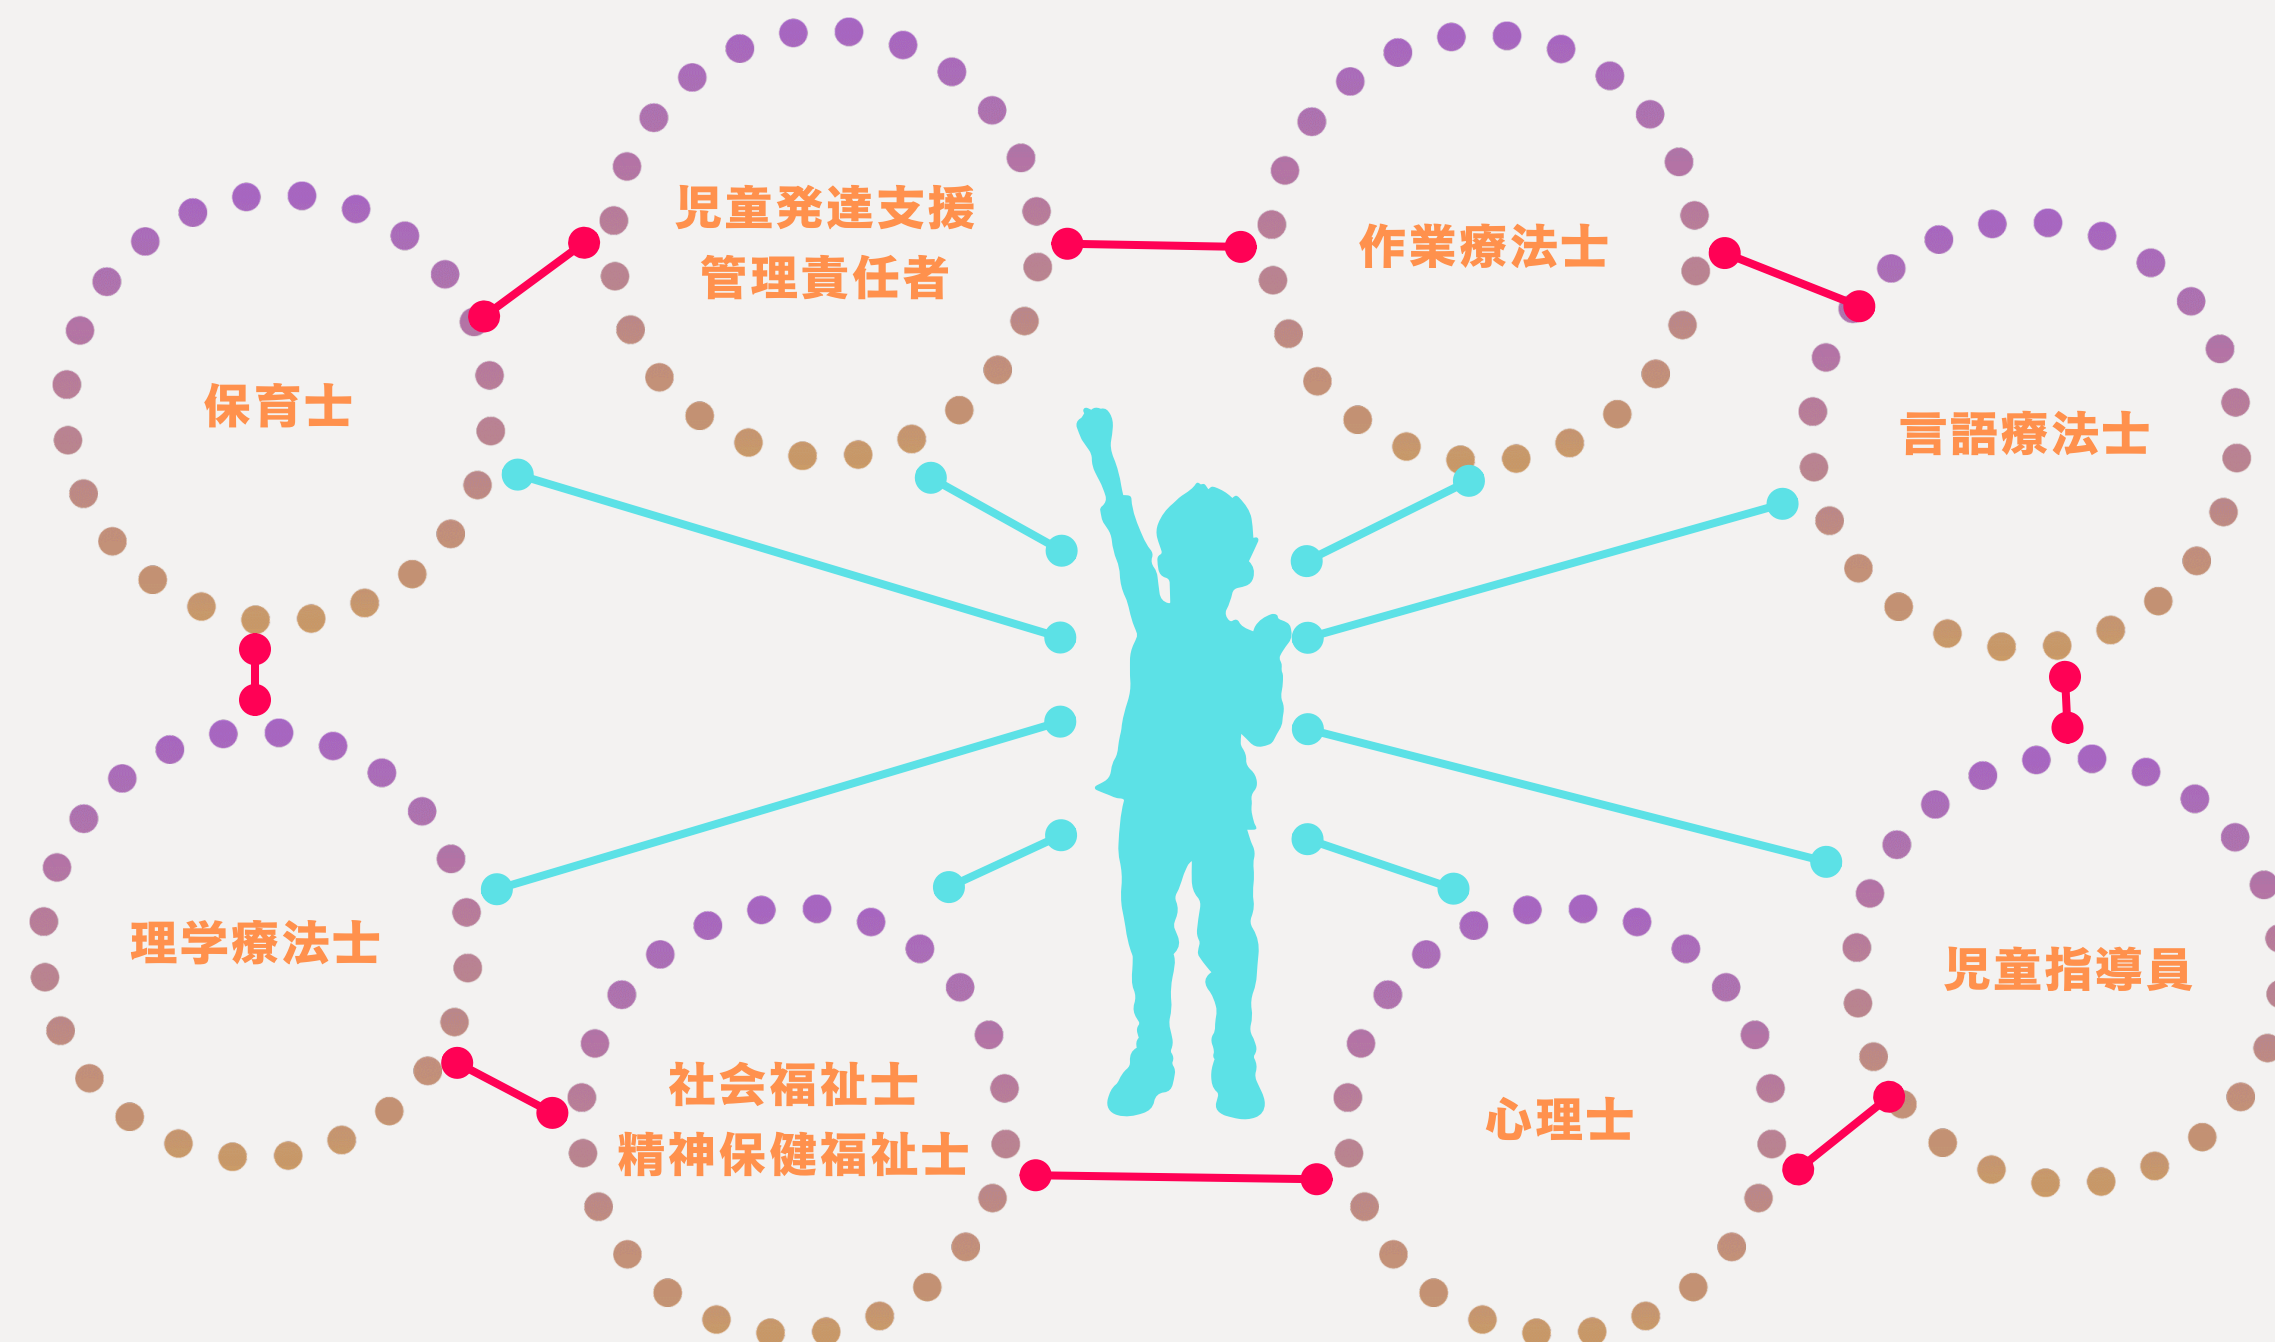 児童発達支援
管理責任者
作業療法士
保育士
言語療法士
理学療法士
児童指導員
社会福祉士
精神保健福祉士
心理士